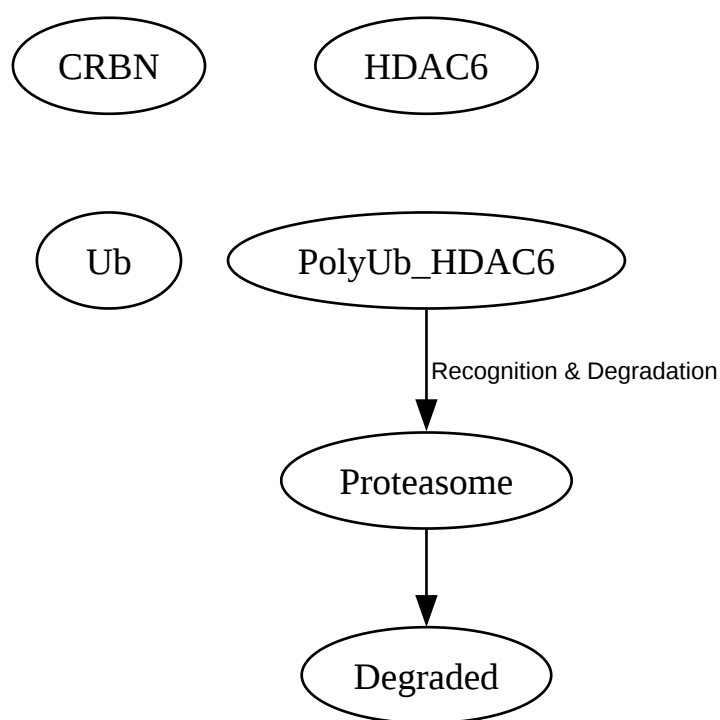 CRBN
HDAC6
Ub
PolyUb_HDAC6
Recognition & Degradation
Proteasome
Degraded